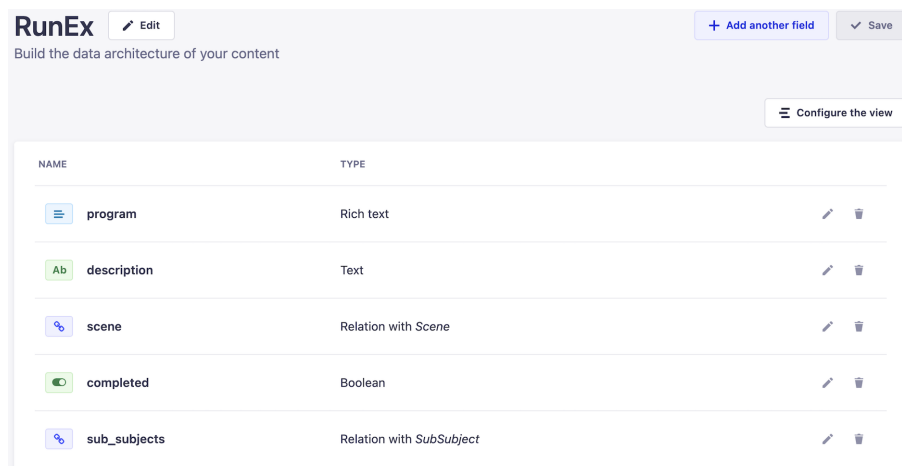 RunEx Edit + Add another field Save
Build the data architecture of your content
Configure the view
NAME TYPE
program Rich text
Ab description Text
scene Relation with Scene
completed Boolean
sub_subjects Relation with SubSubject